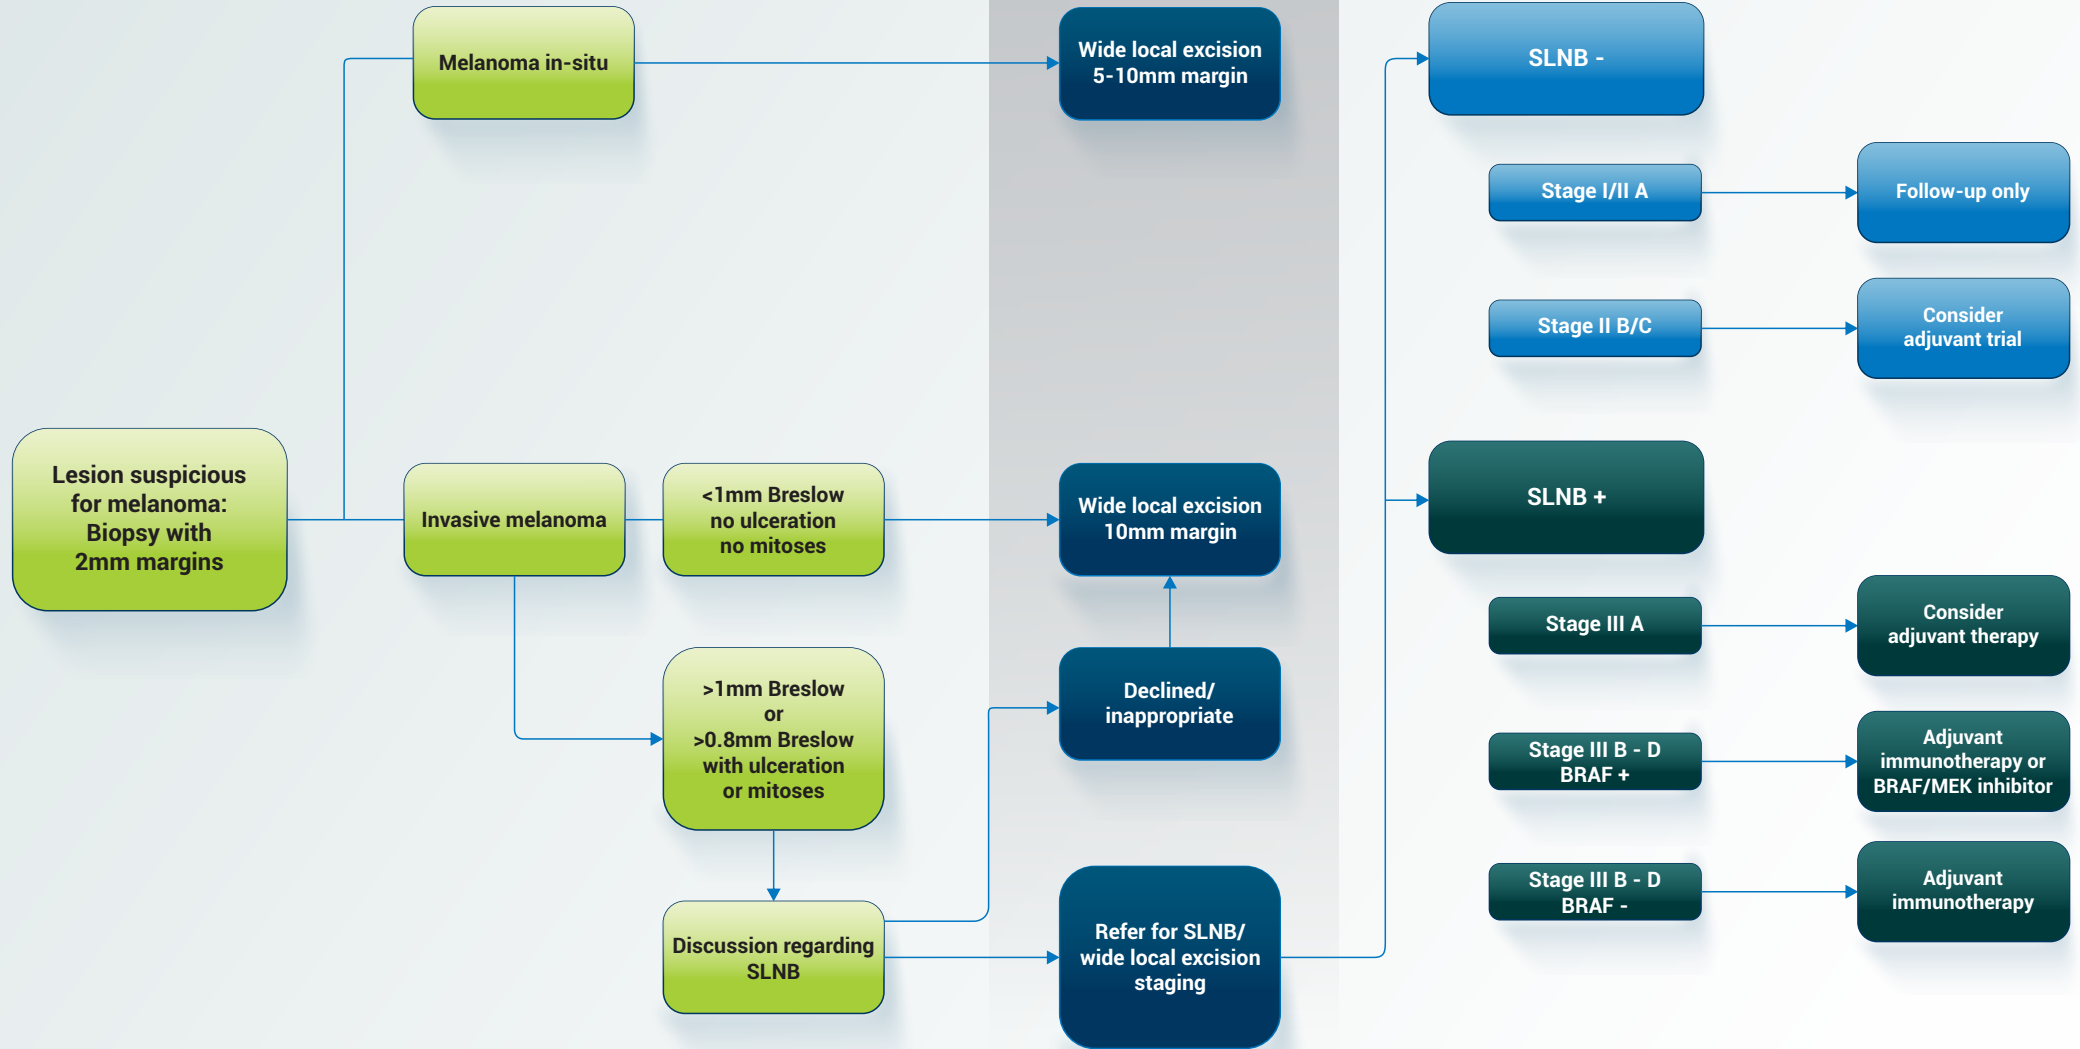 Melanoma in-situ
Wide local excision
5-10mm margin
SLNB -
Stage I/II A
Follow-up only
Stage II B/C
Consider
adjuvant trial
Lesion suspicious
for melanoma:
Biopsy with
2mm margins
Invasive melanoma
<1mm Breslow
no ulceration
no mitoses
Wide local excision
10mm margin
SLNB +
>1mm Breslow
or
>0.8mm Breslow
with ulceration
or mitoses
Declined/
inappropriate
Stage III A
Consider
adjuvant therapy
Stage III B - D
BRAF +
Adjuvant
immunotherapy or
BRAF/MEK inhibitor
Discussion regarding
SLNB
Refer for SLNB/
wide local excision
staging
Stage III B - D
BRAF -
Adjuvant
immunotherapy